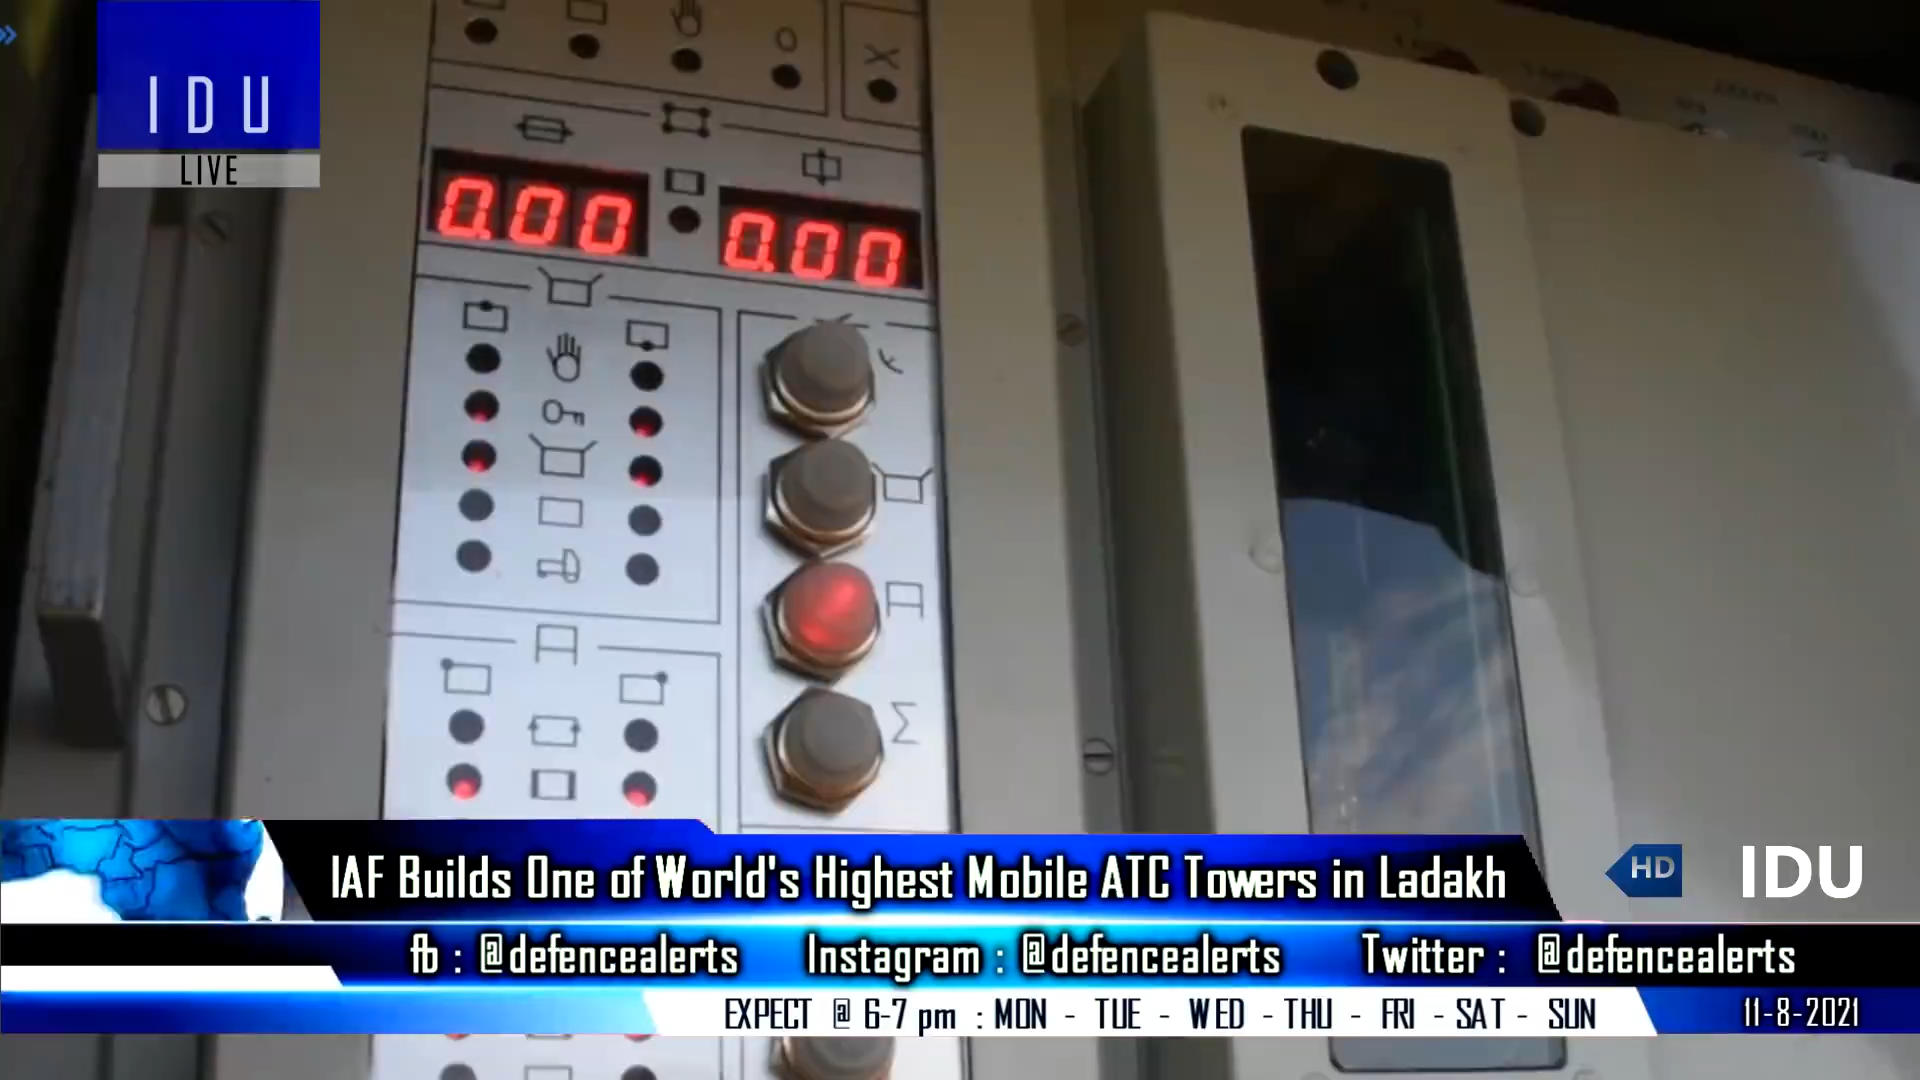 IDU
LIVE
0.00
0.00
Σ
IAF Builds One of World's Highest Mobile ATC Towers in Ladakh
HD
IDU
fb : @defencealerts Instagram : @defencealerts Twitter : @defencealerts
EXPECT @ 6-7 pm : MON - TUE - WED - THU - FRI - SAT - SUN
11-8-2021